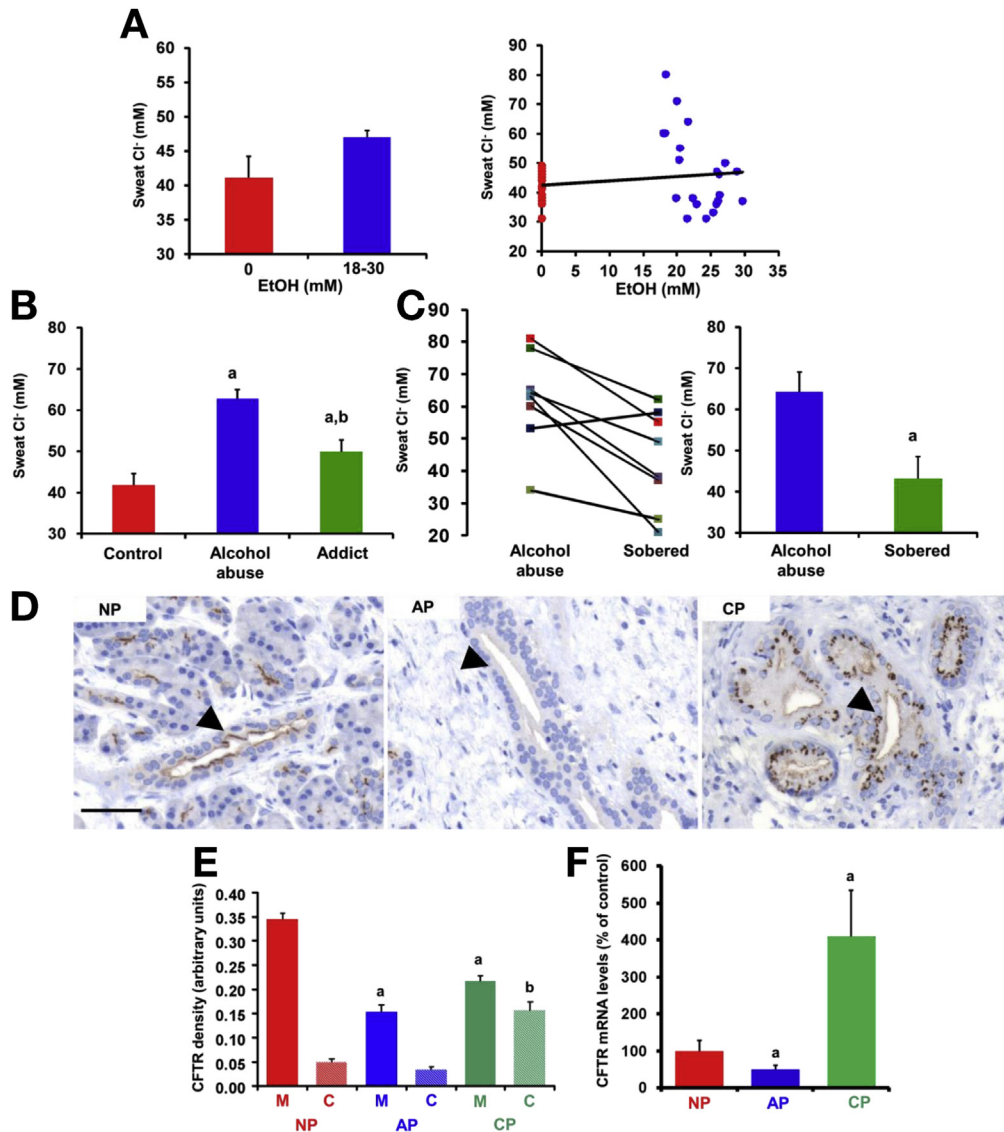 A
Sweat Cl- (mM)
60
55
50
45
40
35
30
0
18-30
EtOH (mM)
Sweat Cl- (mM)
90
80
70
60
50
40
30
20
0 5 10 15 20 25 30 35
EtOH (mM)
B
Sweat Cl- (mM)
80
70
60
50
40
30
a
a,b
Control
Alcohol
abuse
Addict
C
Sweat Cl- (mM)
90
80
70
60
50
40
30
20
Alcohol
abuse
Sobered
Sweat Cl- (mM)
80
70
60
50
40
30
a
Alcohol
abuse
Sobered
D
NP
AP
CP
E
CFTR density (arbitrary units)
0.40
0.35
0.30
0.25
0.20
0.15
0.10
0.05
0.00
a
a
b
M C M C M C
NP AP CP
F
CFTR mRNA levels (% of control)
600
500
400
300
200
100
0
a
a
NP AP CP